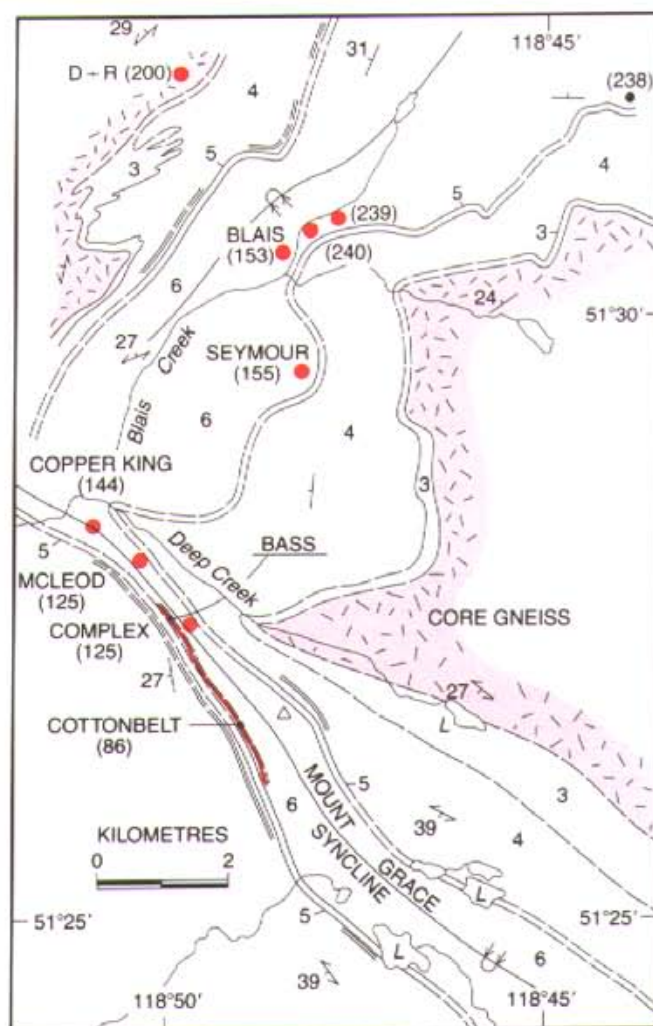 29
118°45′
31
D – R (200)
(238)
4
3
4
5
5
(239)
BLAIS
(153)
(240)
3
6
24
51°30′
27
Creek
SEYMOUR
(155)
Blais
6
4
COPPER KING
(144)
3
5
Deep Creek
BASS
MCLEOD
(125)
COMPLEX
(125)
CORE GNEISS
27
27
COTTONBELT
(86)
L
MOUNT GRACE
SYNCLINE
5
3
6
39
4
KILOMETRES
0 2
L
51°25′
5
51°25′
L
6
39
118°50′
118°45′